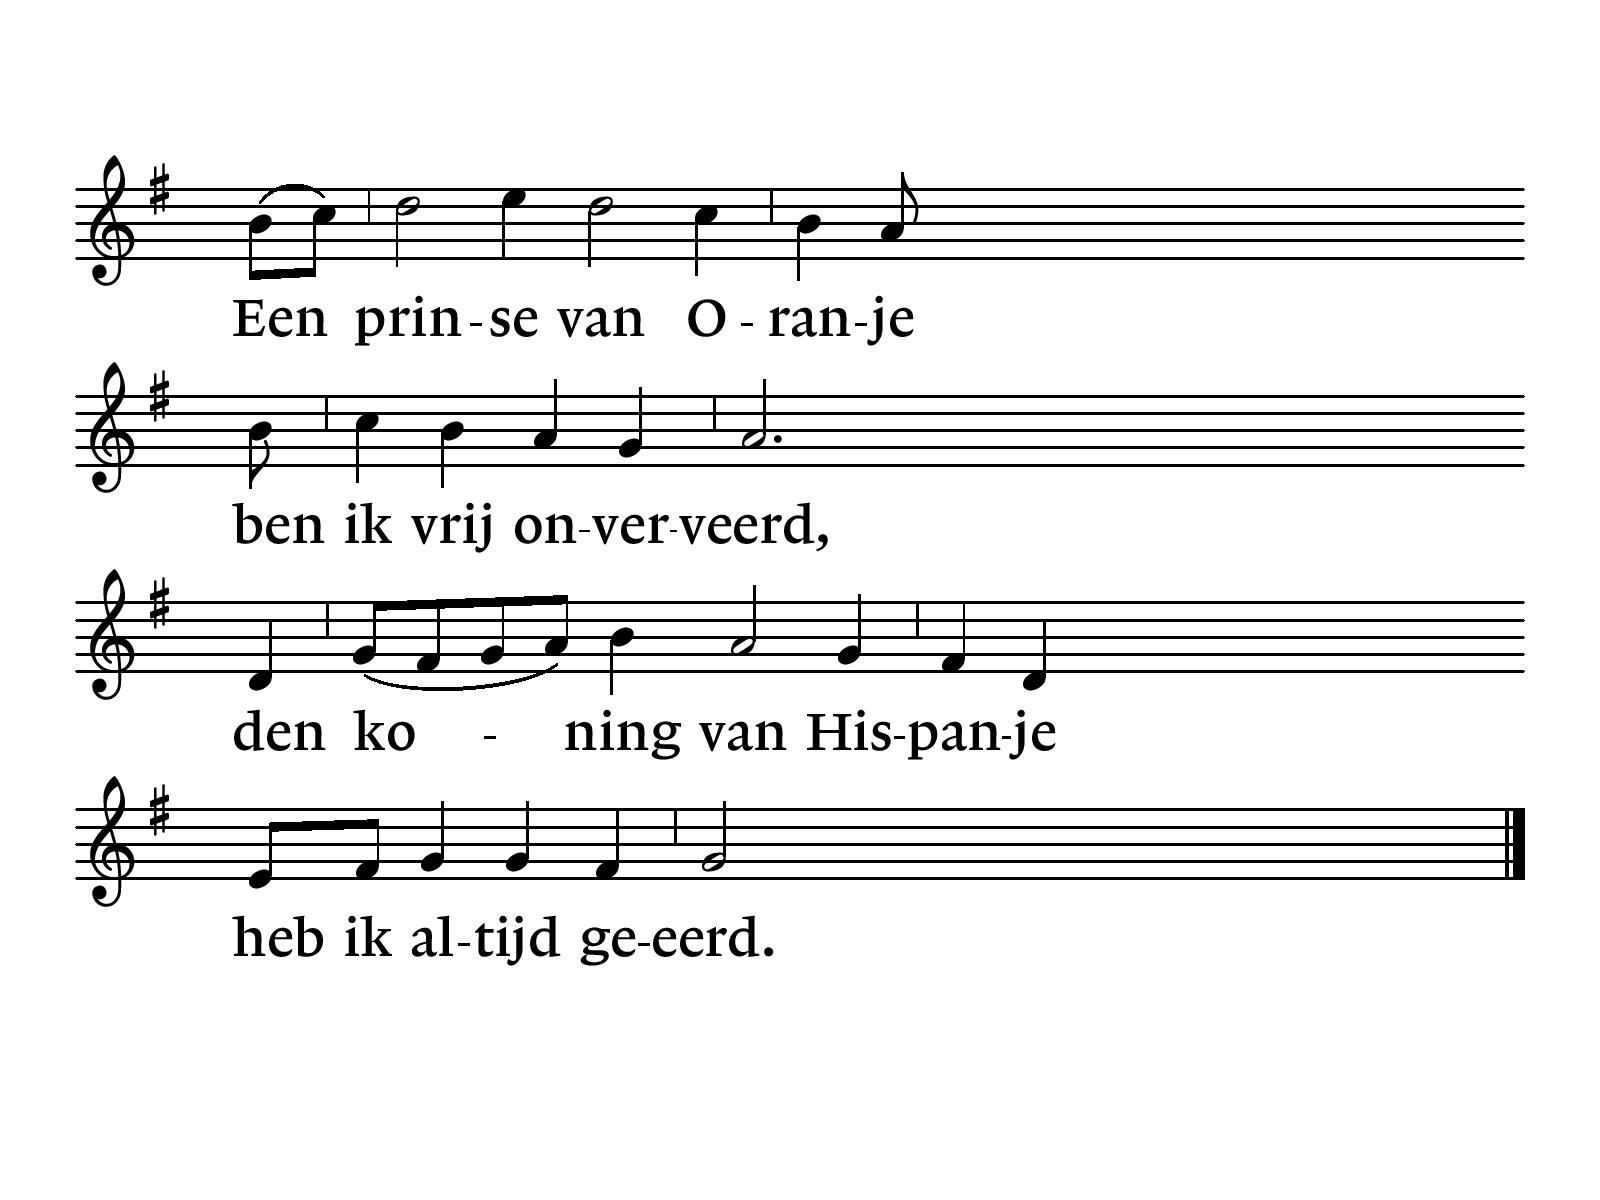 Een prin-se van O-ran-je
ben ik vrij on-ver-veerd,
den ko - ning van His-pan-je
heb ik al-tijd ge-eerd.